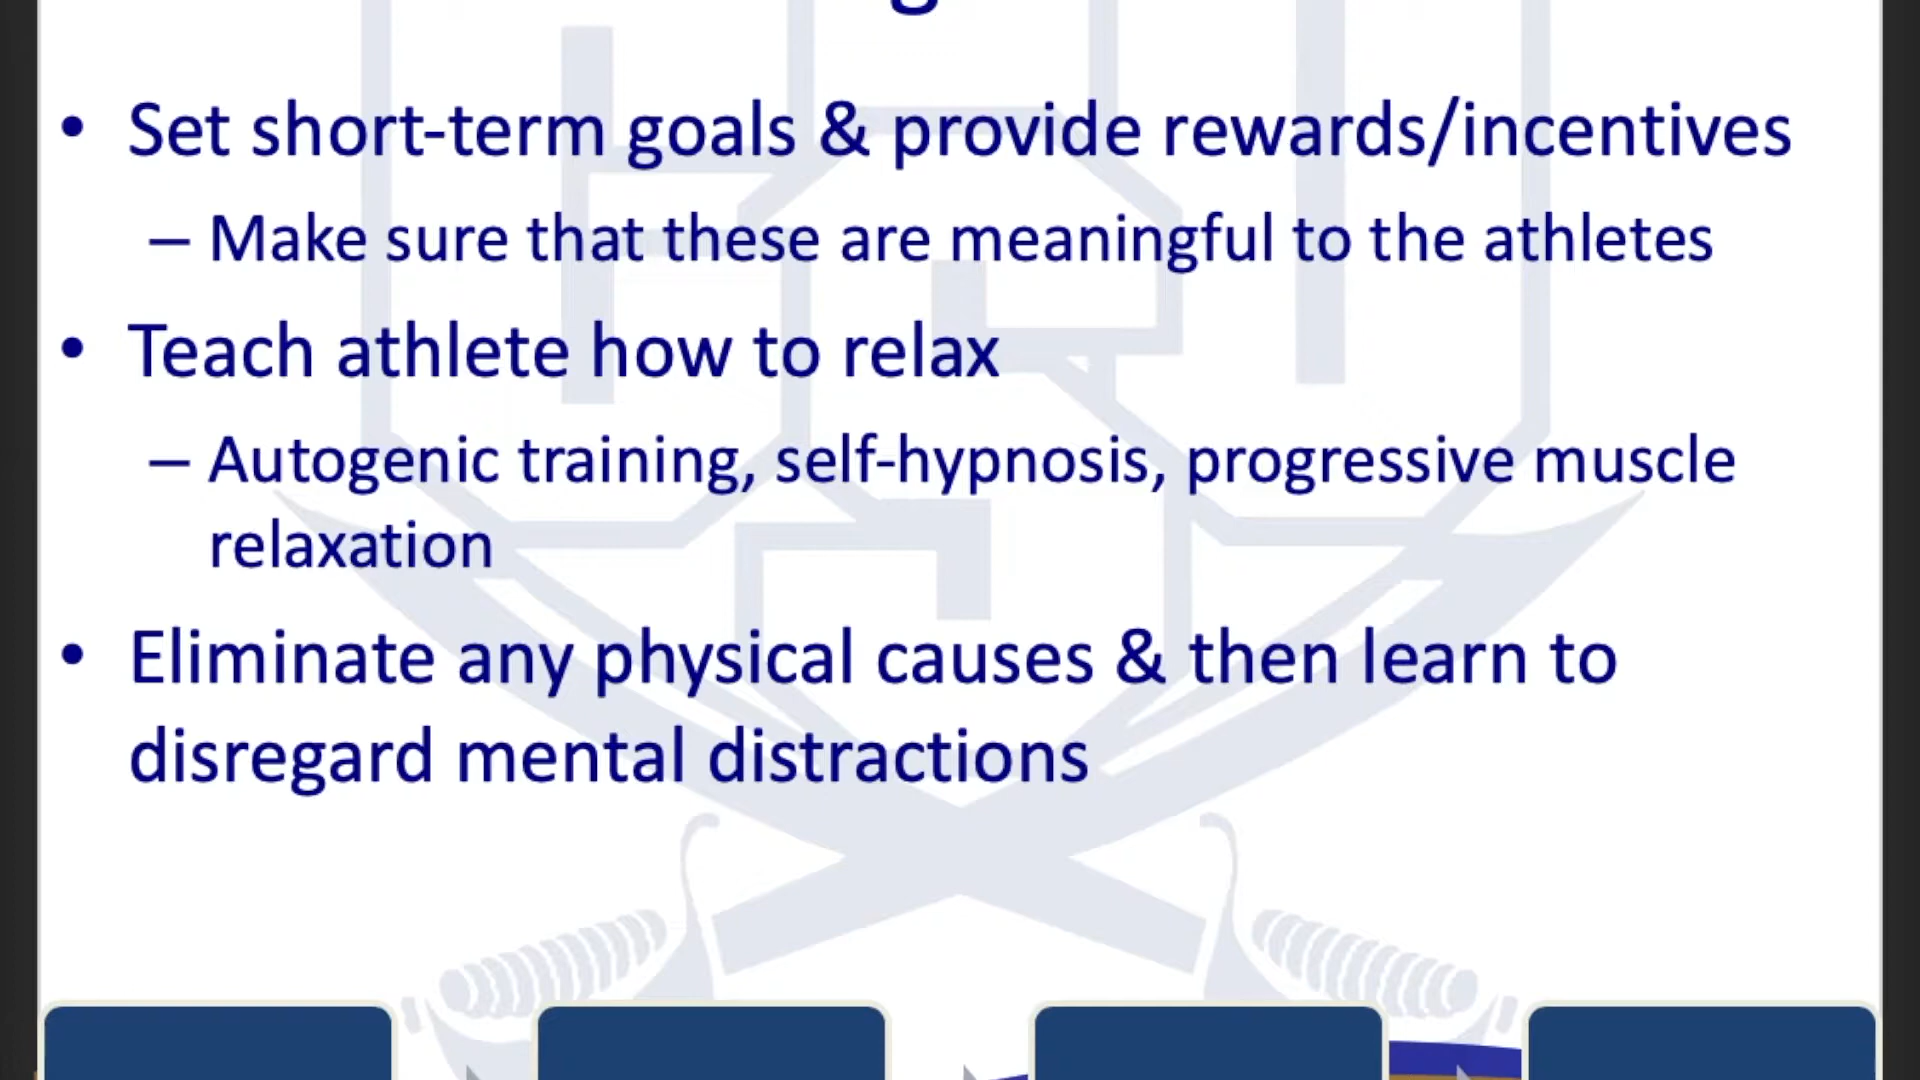 • Set short-term goals & provide rewards/incentives
– Make sure that these are meaningful to the athletes
• Teach athlete how to relax
– Autogenic training, self-hypnosis, progressive muscle
relaxation
• Eliminate any physical causes & then learn to
disregard mental distractions